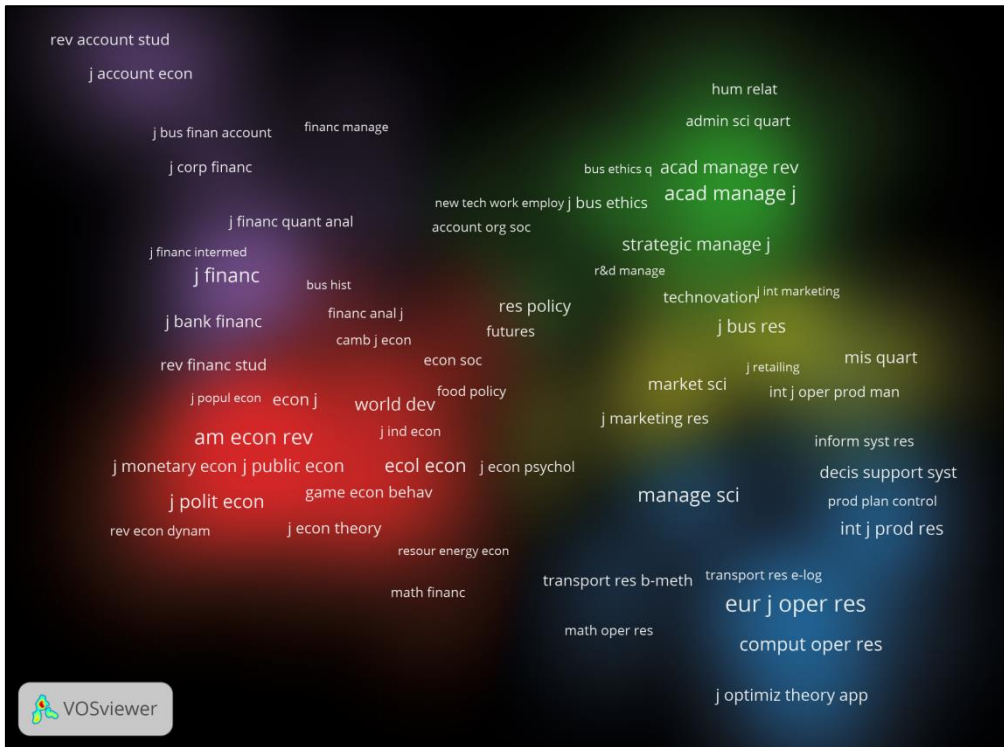 rev account stud
j account econ
hum relat
admin sci quart
j bus finan account
financ manage
j corp financ
bus ethics q
acad manage rev
acad manage j
new tech work employ
j bus ethics
account org soc
j financ quant anal
strategic manage j
j financ intermed
j financ
r&d manage
bus hist
technovation
j int marketing
res policy
financ anal j
j bank financ
j bus res
futures
camb j econ
econ soc
mis quart
rev financ stud
j retailing
market sci
int j oper prod man
food policy
j popul econ
econ j
world dev
j marketing res
am econ rev
j ind econ
inform syst res
j monetary econ
j public econ
ecol econ
j econ psychol
decis support syst
game econ behav
manage sci
prod plan control
j polit econ
rev econ dynam
j econ theory
int j prod res
resour energy econ
transport res b-meth
transport res e-log
math financ
eur j oper res
math oper res
comput oper res
j optimiz theory app
VOSviewer